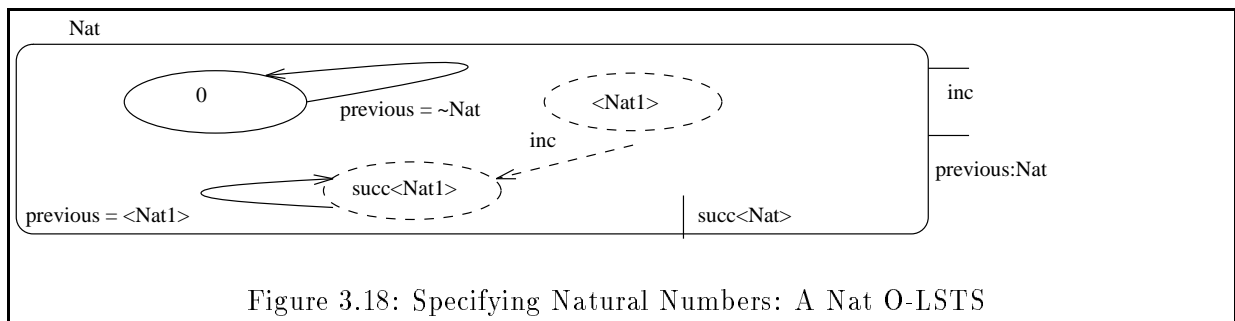 Nat
0
<Nat1>
inc
previous = ~Nat
inc
succ<Nat1>
previous:Nat
previous = <Nat1>
succ<Nat>
Figure 3.18: Specifying Natural Numbers: A Nat O-LSTS